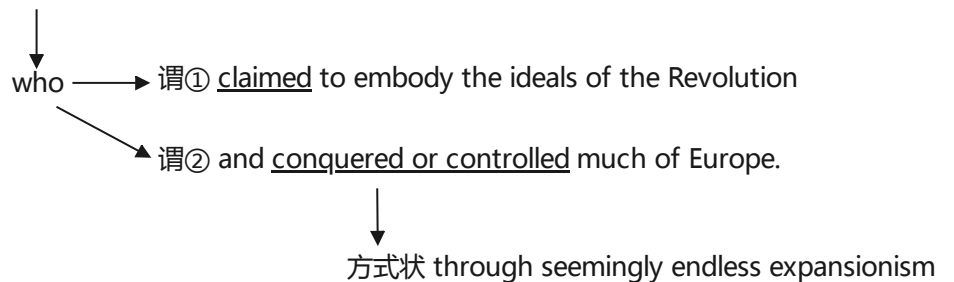 who 谓① claimed to embody the ideals of the Revolution
谓② and conquered or controlled much of Europe.
方式状 through seemingly endless expansionism